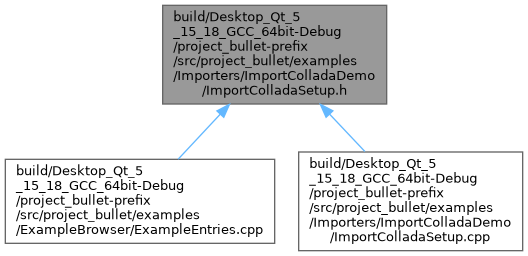 build/Desktop_Qt_5
_15_18_GCC_64bit-Debug
/project_bullet-prefix
/src/project_bullet/examples
/Importers/ImportColladaDemo
/ImportColladaSetup.h
build/Desktop_Qt_5
_15_18_GCC_64bit-Debug
/project_bullet-prefix
/src/project_bullet/examples
/ExampleBrowser/ExampleEntries.cpp
build/Desktop_Qt_5
_15_18_GCC_64bit-Debug
/project_bullet-prefix
/src/project_bullet/examples
/Importers/ImportColladaDemo
/ImportColladaSetup.cpp